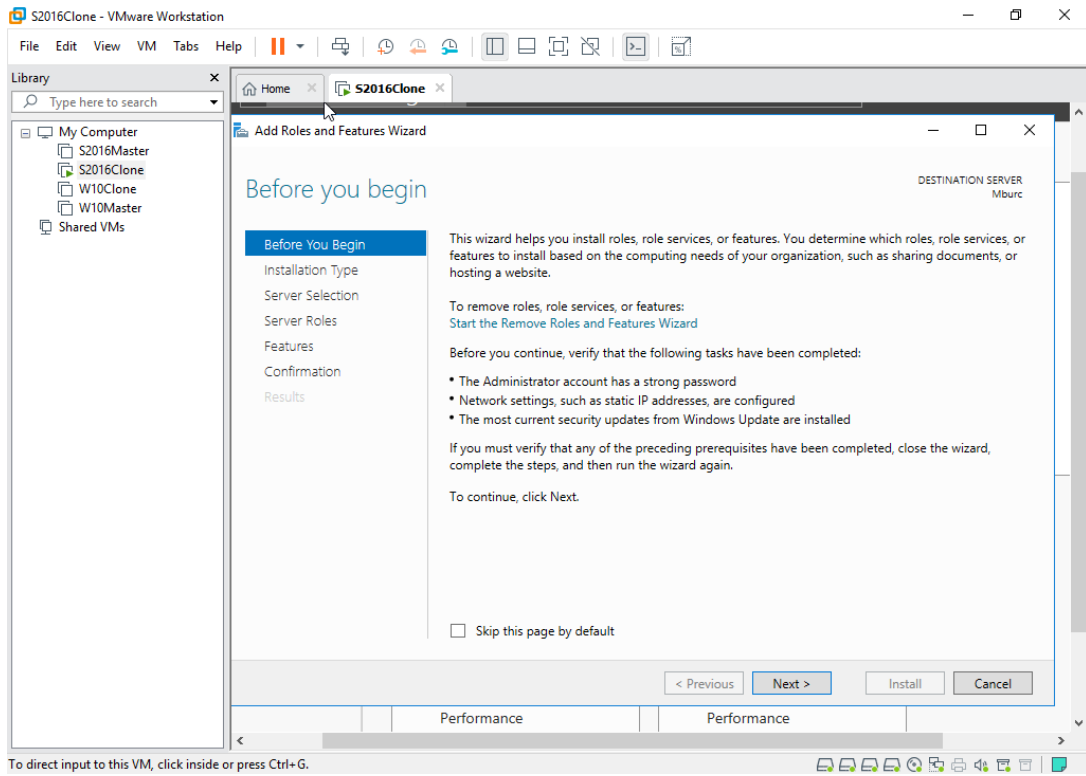 S2016Clone - VMware Workstation
File Edit View VM Tabs Help
Library
Type here to search
My Computer
S2016Master
S2016Clone
W10Clone
W10Master
Shared VMs
Home
S2016Clone
Add Roles and Features Wizard
Before you begin
DESTINATION SERVER
Mburc
Before You Begin
Installation Type
Server Selection
Server Roles
Features
Confirmation
Results
This wizard helps you install roles, role services, or features. You determine which roles, role services, or
features to install based on the computing needs of your organization, such as sharing documents, or
hosting a website.
To remove roles, role services, or features:
Start the Remove Roles and Features Wizard
Before you continue, verify that the following tasks have been completed:
• The Administrator account has a strong password
• Network settings, such as static IP addresses, are configured
• The most current security updates from Windows Update are installed
If you must verify that any of the preceding prerequisites have been completed, close the wizard,
complete the steps, and then run the wizard again.
To continue, click Next.
Skip this page by default
< Previous Next > Install Cancel
Performance Performance
To direct input to this VM, click inside or press Ctrl+G.